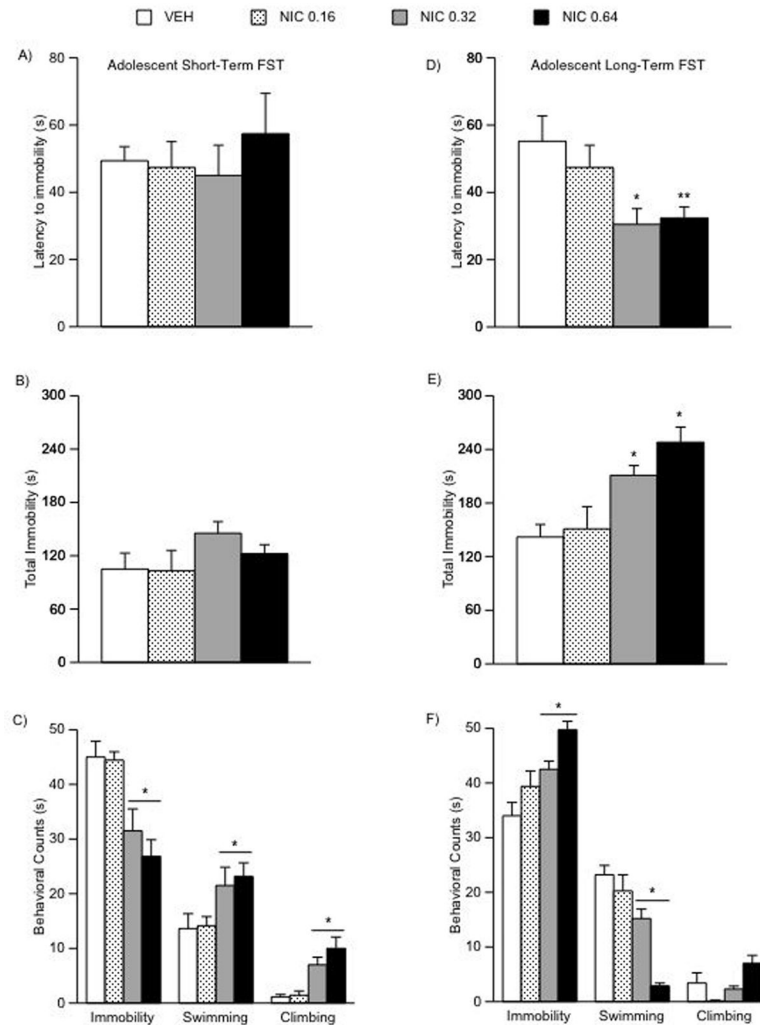 VEH NIC 0.16 NIC 0.32 NIC 0.64
A) Adolescent Short-Term FST
Latency to immobility (s)
80
60
40
20
0
D) Adolescent Long-Term FST
Latency to immobility (s)
80
60
40
20
0
* **
B)
Total Immobility (s)
300
240
180
120
60
0
E)
Total Immobility (s)
300
240
180
120
60
0
* *
C)
Behavioral Counts (s)
50
40
30
20
10
0
* * *
Immobility Swimming Climbing
F)
Behavioral Counts (s)
50
40
30
20
10
0
* *
Immobility Swimming Climbing